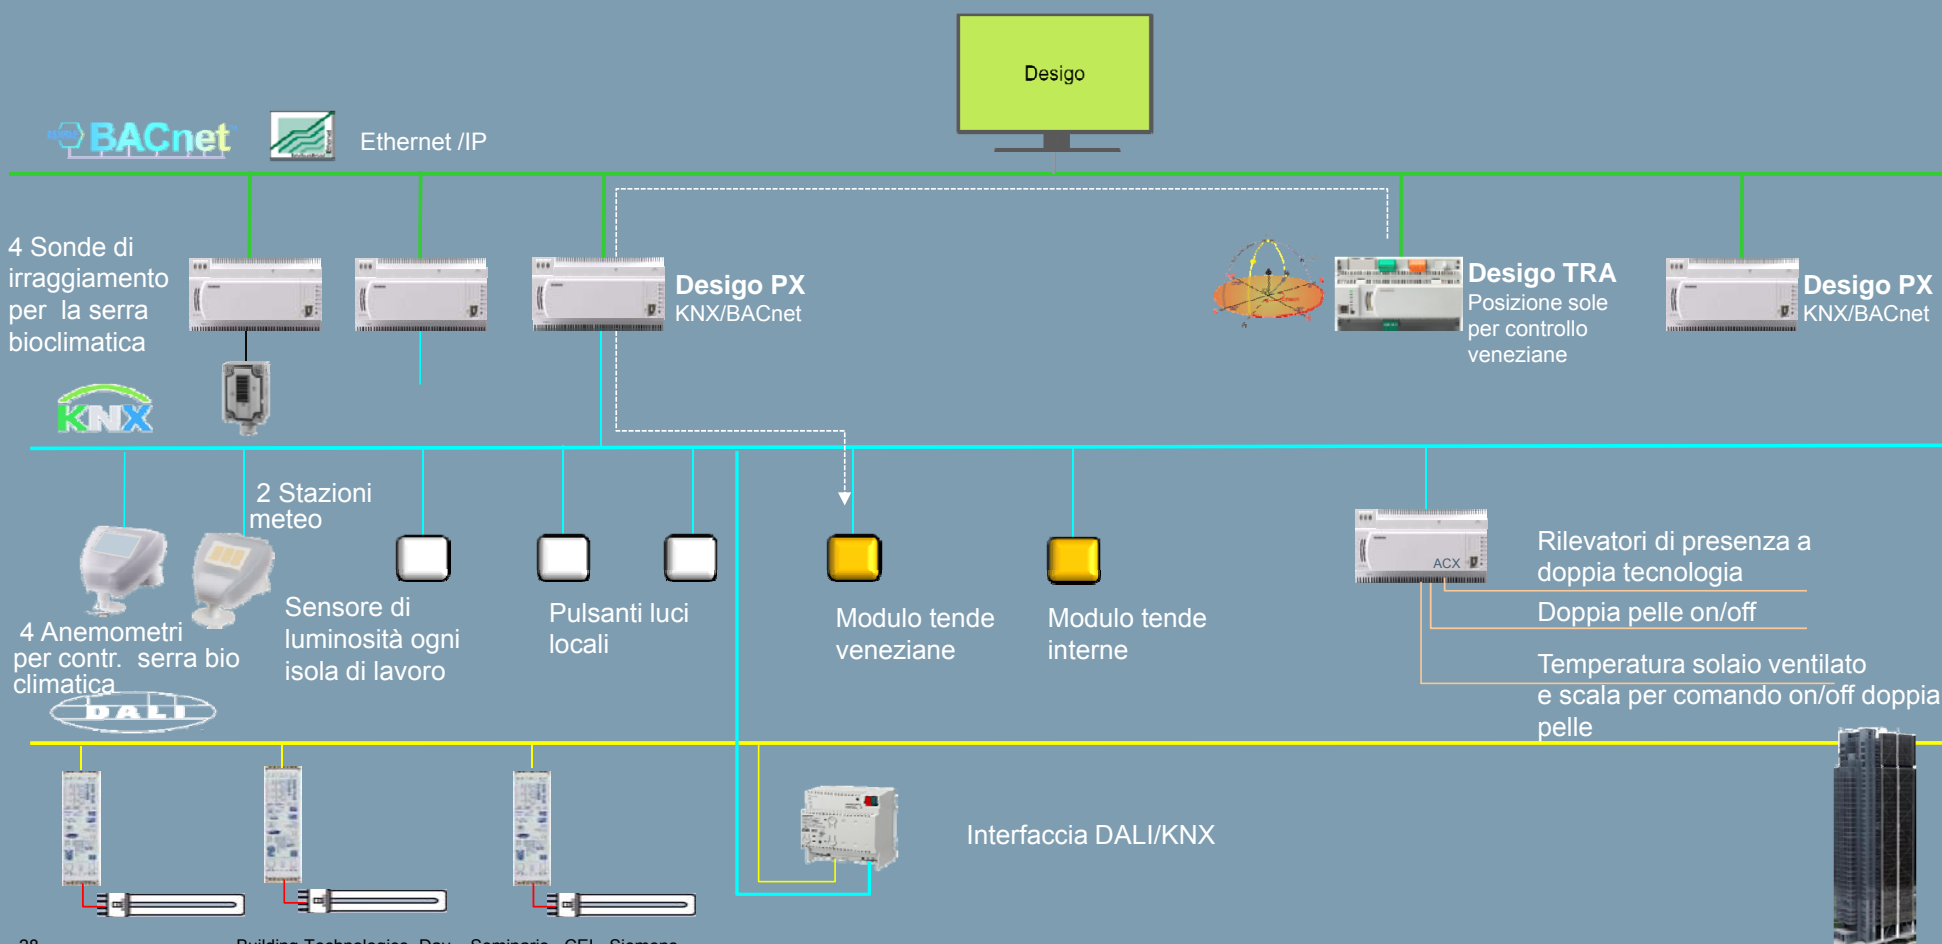 Desigo
BACnet
Ethernet /IP
4 Sonde di
irraggiamento
per la serra
bioclimatica
Desigo PX
KNX/BACnet
Desigo TRA
Posizione sole
per controllo
veneziane
Desigo PX
KNX/BACnet
KNX
2 Stazioni
meteo
4 Anemometri
per contr. serra bio
climatica
Sensore di
luminosità ogni
isola di lavoro
Pulsanti luci
locali
Modulo tende
veneziane
Modulo tende
interne
ACX
Rilevatori di presenza a
doppia tecnologia
Doppia pelle on/off
Temperatura solaio ventilato
e scala per comando on/off doppia
pelle
DALI
Interfaccia DALI/KNX